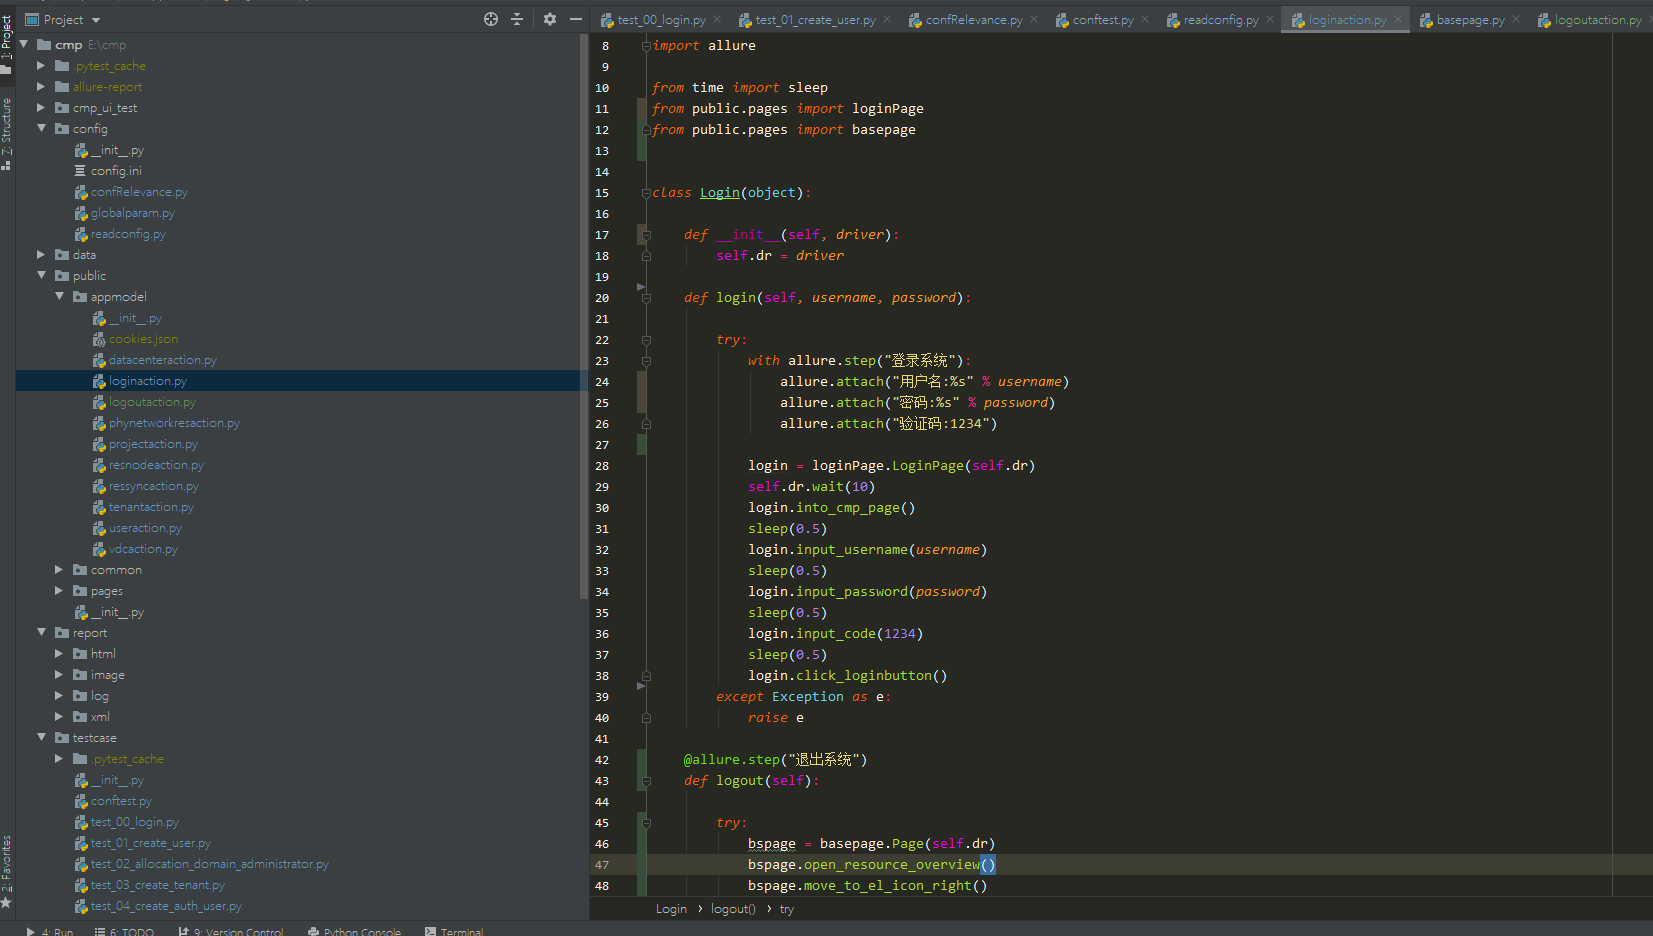 Project
test_00_login.py
test_01_create_user.py
confRelevance.py
conftest.py
readconfig.py
loginaction.py
basepage.py
logoutaction.py
1: Project
Z: Structure
2: Favorites
cmp E:\cmp
.pytest_cache
allure-report
cmp_ui_test
config
__init__.py
config.ini
confRelevance.py
globalparam.py
readconfig.py
data
public
appmodel
__init__.py
cookies.json
datacenteraction.py
loginaction.py
logoutaction.py
phynetworkresaction.py
projectaction.py
resnodeaction.py
ressyncaction.py
tenantaction.py
useraction.py
vdcaction.py
common
pages
__init__.py
report
html
image
log
xml
testcase
.pytest_cache
__init__.py
conftest.py
test_00_login.py
test_01_create_user.py
test_02_allocation_domain_administrator.py
test_03_create_tenant.py
test_04_create_auth_user.py
8 import allure
9
10 from time import sleep
11 from public.pages import loginPage
12 from public.pages import basepage
13
14
15 class Login(object):
16
17 def __init__(self, driver):
18 self.dr = driver
19
20 def login(self, username, password):
21
22 try:
23 with allure.step("登录系统"):
24 allure.attach("用户名:%s" % username)
25 allure.attach("密码:%s" % password)
26 allure.attach("验证码:1234")
27
28 login = loginPage.LoginPage(self.dr)
29 self.dr.wait(10)
30 login.into_cmp_page()
31 sleep(0.5)
32 login.input_username(username)
33 sleep(0.5)
34 login.input_password(password)
35 sleep(0.5)
36 login.input_code(1234)
37 sleep(0.5)
38 login.click_loginbutton()
39 except Exception as e:
40 raise e
41
42 @allure.step("退出系统")
43 def logout(self):
44
45 try:
46 bspage = basepage.Page(self.dr)
47 bspage.open_resource_overview()
48 bspage.move_to_el_icon_right()
Login › logout() › try
4: Run
6: TODO
9: Version Control
Python Console
Terminal